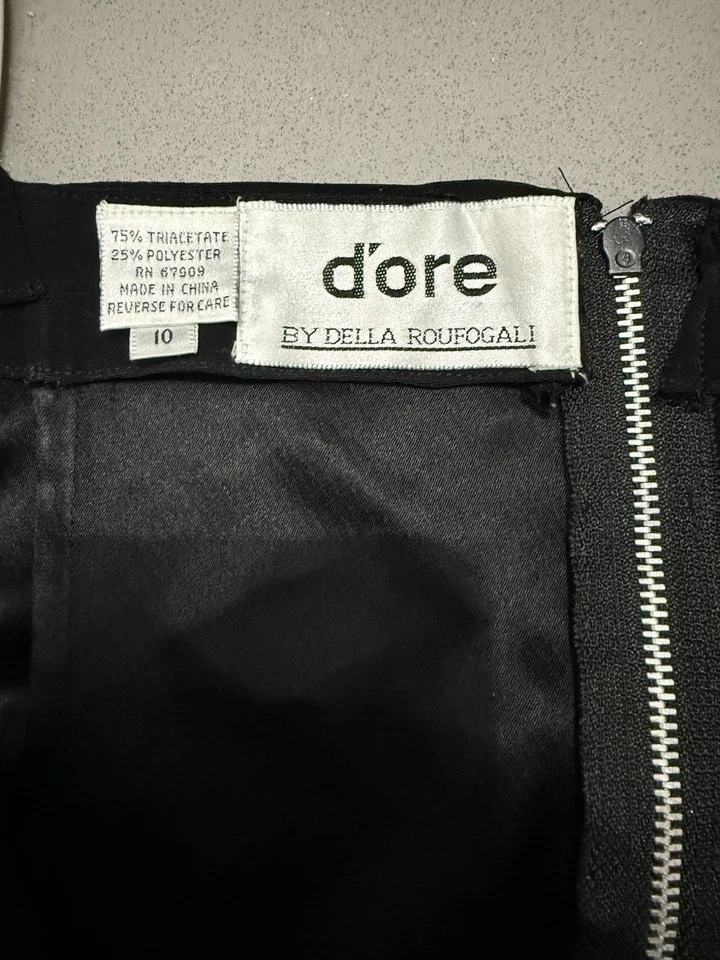 75% TRIACETATE
25% POLYESTER
RN 67909
MADE IN CHINA
REVERSE FOR CARE
10
d'ore
BY DELLA ROUFOGALI